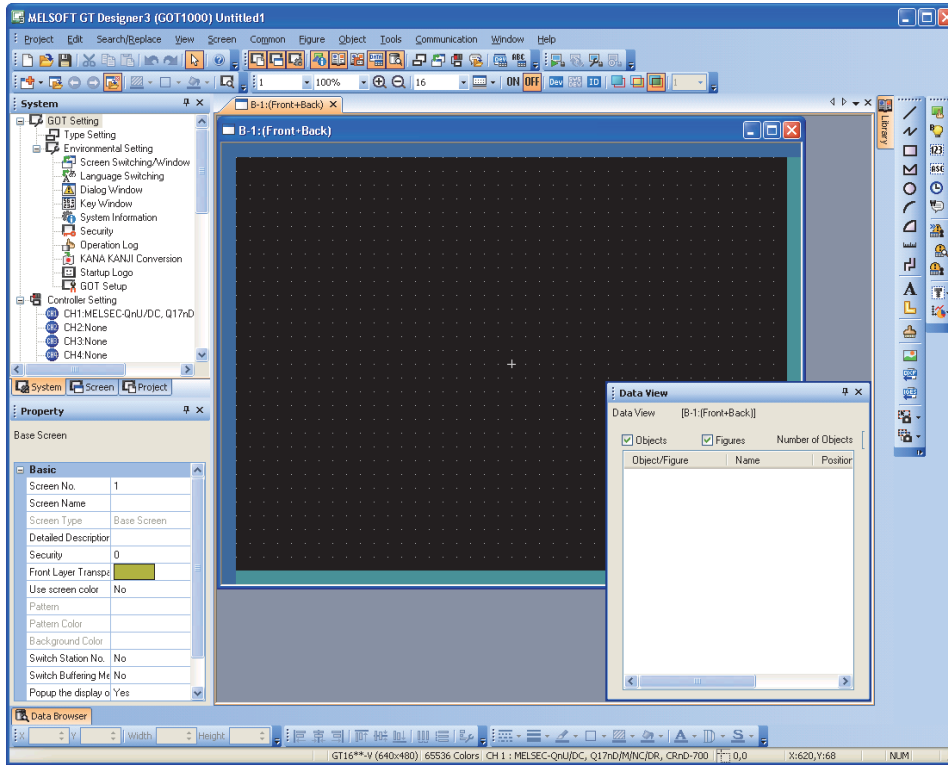 MELSOFT GT Designer3 (GOT1000) Untitled1
Project Edit Search/Replace View Screen Common Figure Object Tools Communication Window Help
1 100% 16 ON OFF Dev ID 1
System
B-1:(Front+Back)
GOT Setting
Type Setting
Environmental Setting
Screen Switching/Window
Language Switching
Dialog Window
Key Window
System Information
Security
Operation Log
KANA KANJI Conversion
Startup Logo
GOT Setup
Controller Setting
CH1:MELSEC-QnU/DC, Q17nD
CH2:None
CH3:None
CH4:None
System Screen Project
Property
Base Screen
Basic
Screen No. 1
Screen Name
Screen Type Base Screen
Detailed Description
Security 0
Front Layer Transpa
Use screen color No
Pattern
Pattern Color
Background Color
Switch Station No. No
Switch Buffering Me No
Popup the display o Yes
B-1:(Front+Back)
Data View
Data View [B-1:(Front+Back)]
Objects Figures Number of Objects
Object/Figure Name Position
Library
Data Browser
X Y Width Height
GT16**-V (640x480) 65536 Colors CH 1 : MELSEC-QnU/DC, Q17nD/M/NC/DR, CRnD-700 0,0 X:620,Y:68 NUM